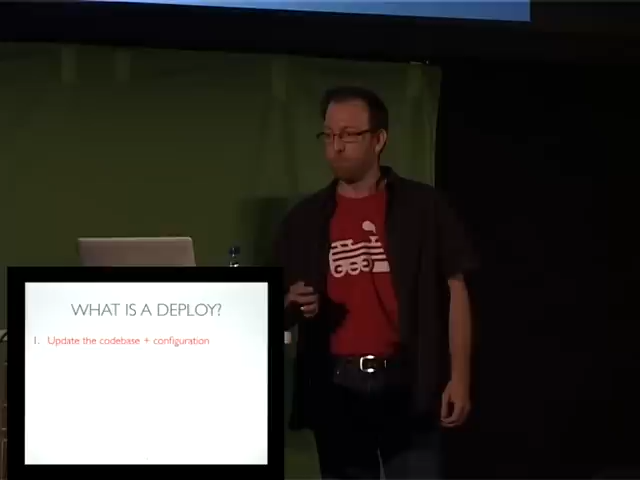 WHAT IS A DEPLOY?
1. Update the codebase + configuration